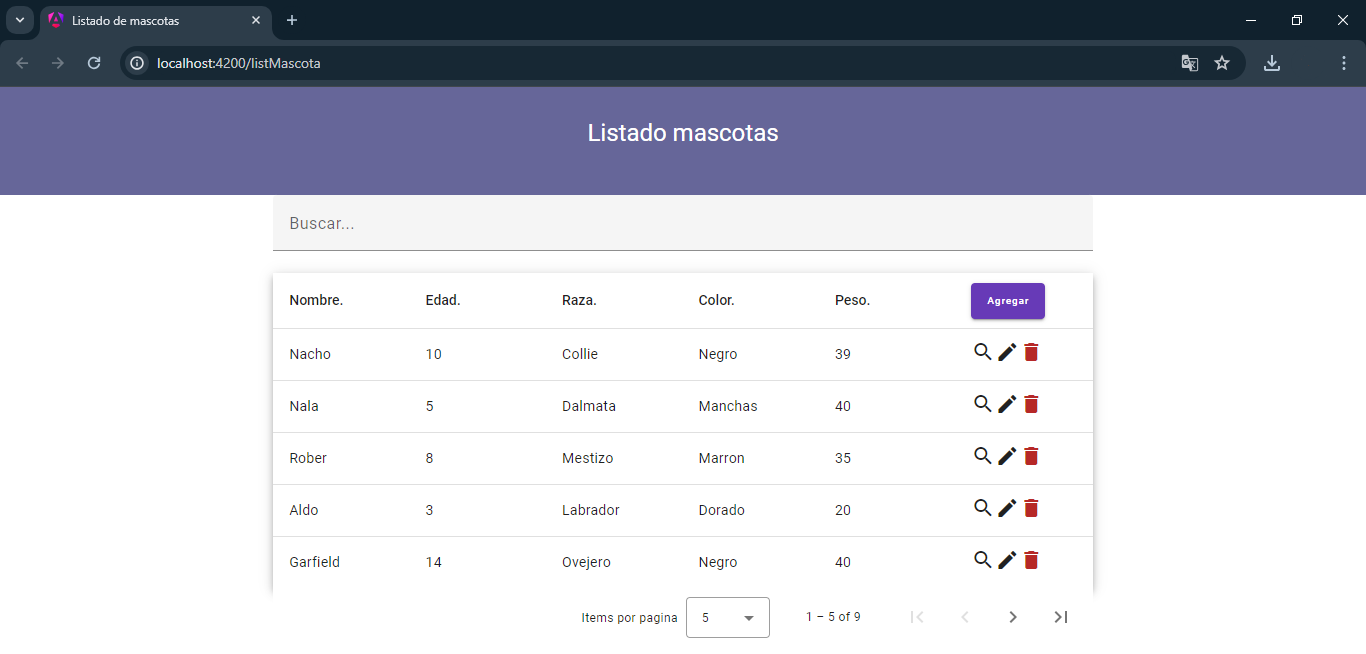 Listado de mascotas
localhost:4200/listMascota
Listado mascotas
Buscar...
Nombre. Edad. Raza. Color. Peso. Agregar
Nacho 10 Collie Negro 39
Nala 5 Dalmata Manchas 40
Rober 8 Mestizo Marron 35
Aldo 3 Labrador Dorado 20
Garfield 14 Ovejero Negro 40
Items por pagina 5 1 – 5 of 9